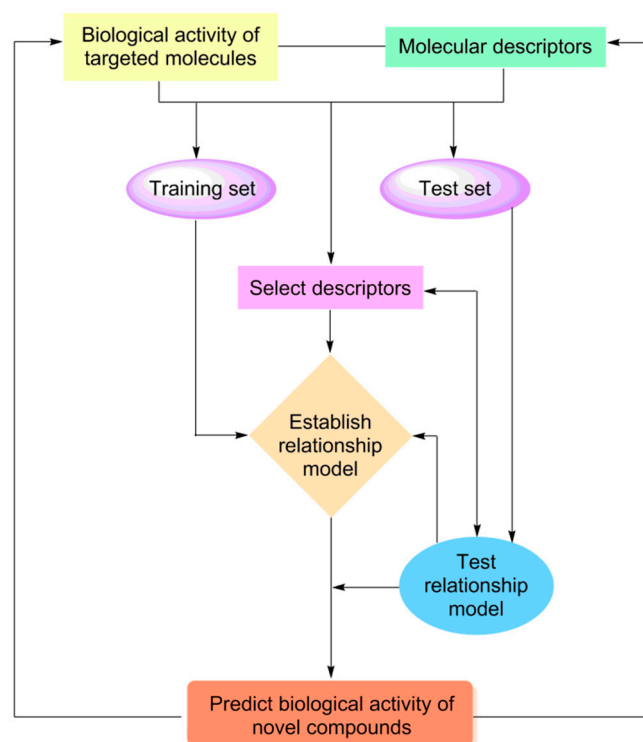 Biological activity of
targeted molecules
Molecular descriptors
Training set
Test set
Select descriptors
Establish
relationship
model
Test
relationship
model
Predict biological activity of
novel compounds